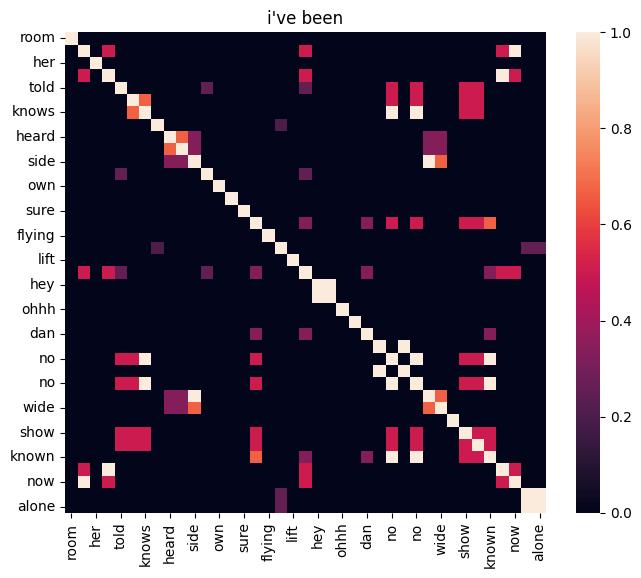 i've been
room
her
told
knows
heard
side
own
sure
flying
lift
hey
ohhh
dan
no
no
wide
show
known
now
alone
1.0
0.8
0.6
0.4
0.2
0.0
room
her
told
knows
heard
side
own
sure
flying
lift
hey
ohhh
dan
no
no
wide
show
known
now
alone